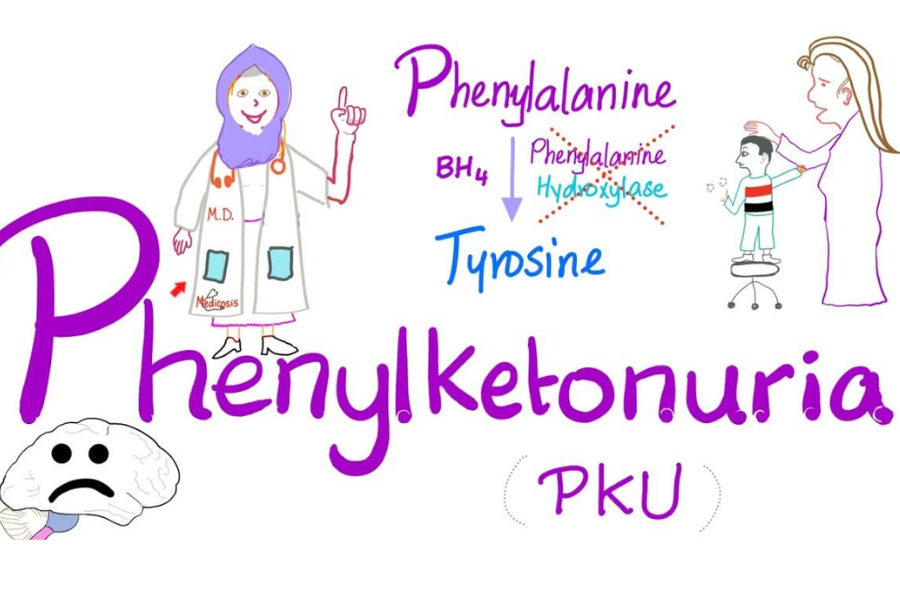 Phenylalanine
BH4
Phenylalanine
Hydroxylase
Tyrosine
M.D.
Medicosis
Phenylketonuria
(PKU)